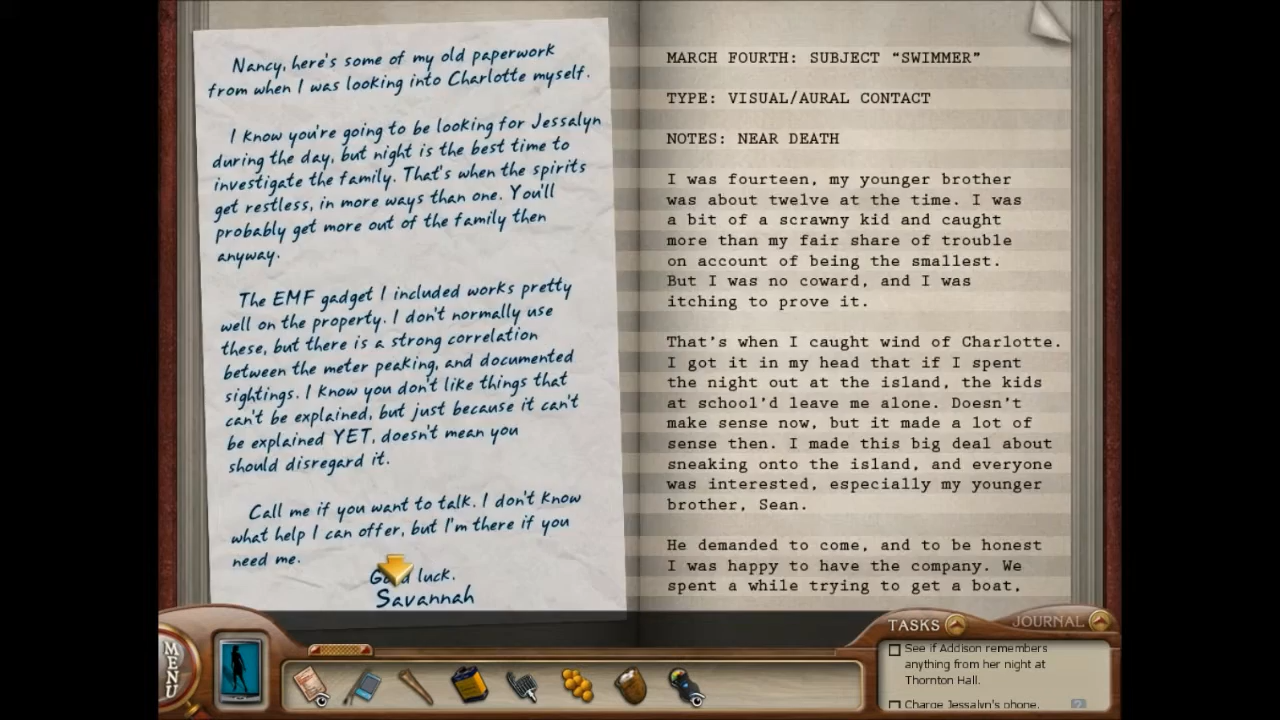 Nancy, here's some of my old paperwork
from when I was looking into Charlotte myself.
I know you're going to be looking for Jessalyn
during the day, but night is the best time to
investigate the family. That's when the spirits
get restless, in more ways than one. You'll
probably get more out of the family then
anyway.
The EMF gadget I included works pretty
well on the property. I don't normally use
these, but there is a strong correlation
between the meter peaking, and documented
sightings. I know you don't like things that
can't be explained, but just because it can't
be explained YET, doesn't mean you
should disregard it.
Call me if you want to talk. I don't know
what help I can offer, but I'm there if you
need me.
luck.
Savannah
MARCH FOURTH: SUBJECT “SWIMMER”
TYPE: VISUAL/AURAL CONTACT
NOTES: NEAR DEATH
I was fourteen, my younger brother
was about twelve at the time. I was
a bit of a scrawny kid and caught
more than my fair share of trouble
on account of being the smallest.
But I was no coward, and I was
itching to prove it.
That’s when I caught wind of Charlotte.
I got it in my head that if I spent
the night out at the island, the kids
at school’d leave me alone. Doesn’t
make sense now, but it made a lot of
sense then. I made this big deal about
sneaking onto the island, and everyone
was interested, especially my younger
brother, Sean.
He demanded to come, and to be honest
I was happy to have the company. We
spent a while trying to get a boat,
MENU
TASKS
JOURNAL
See if Addison remembers
anything from her night at
Thornton Hall.
Charge Jessalyn's phone.
?